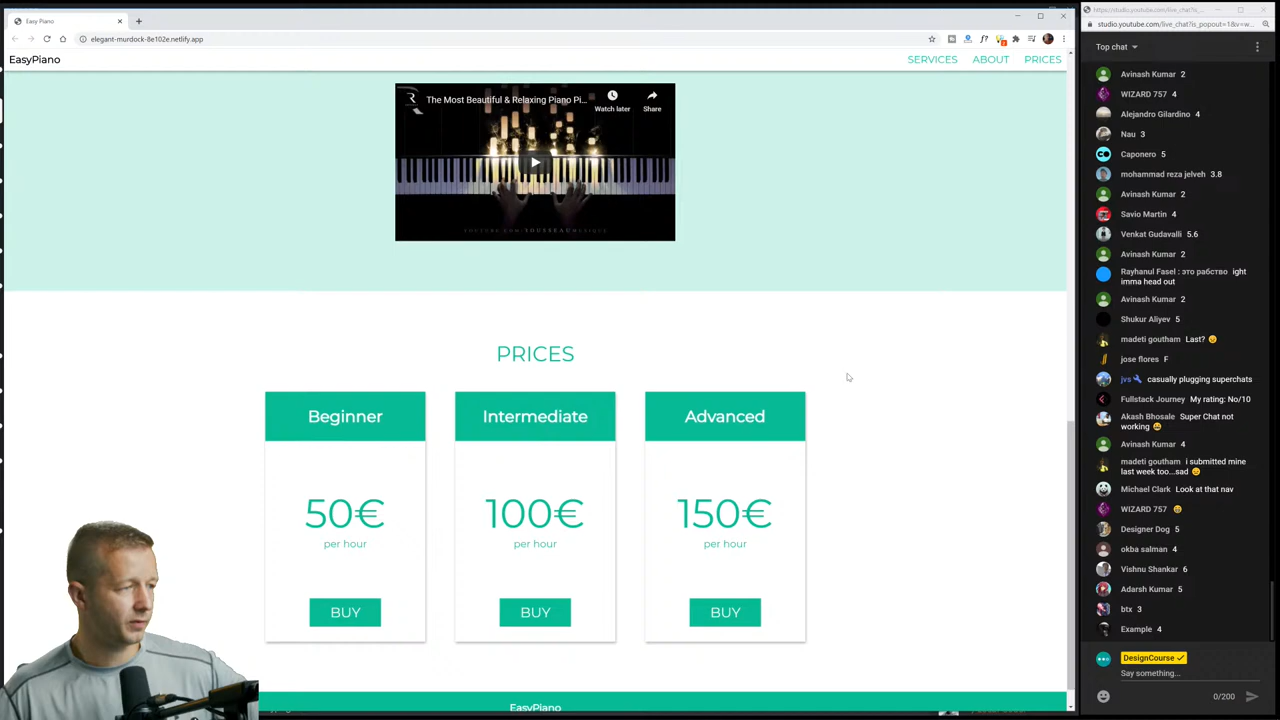 Easy Piano
elegant-murdock-8e102e.netlify.app
EasyPiano
SERVICES
ABOUT
PRICES
The Most Beautiful & Relaxing Piano Pi...
Watch later
Share
PRICES
Beginner
50€
per hour
BUY
Intermediate
100€
per hour
BUY
Advanced
150€
per hour
BUY
EasyPiano
studio.youtube.com/live_chat?is_popout=1&v=w...
Top chat
Avinash Kumar 2
WIZARD 757 4
Alejandro Gilardino 4
Nau 3
Caponero 5
mohammad reza jelveh 3.8
Avinash Kumar 2
Savio Martin 4
Venkat Gudavalli 5.6
Avinash Kumar 2
Rayhanul Fasel : это рабство ight
imma head out
Avinash Kumar 2
Shukur Aliyev 5
madeti goutham Last? �ㅤ
jose flores F
jvs casually plugging superchats
Fullstack Journey My rating: No/10
Akash Bhosale Super Chat not
working
Avinash Kumar 4
madeti goutham i submitted mine
last week too...sad
Michael Clark Look at that nav
WIZARD 757
Designer Dog 5
okba salman 4
Vishnu Shankar 6
Adarsh Kumar 5
btx 3
Example 4
DesignCourse
Say something...
0/200